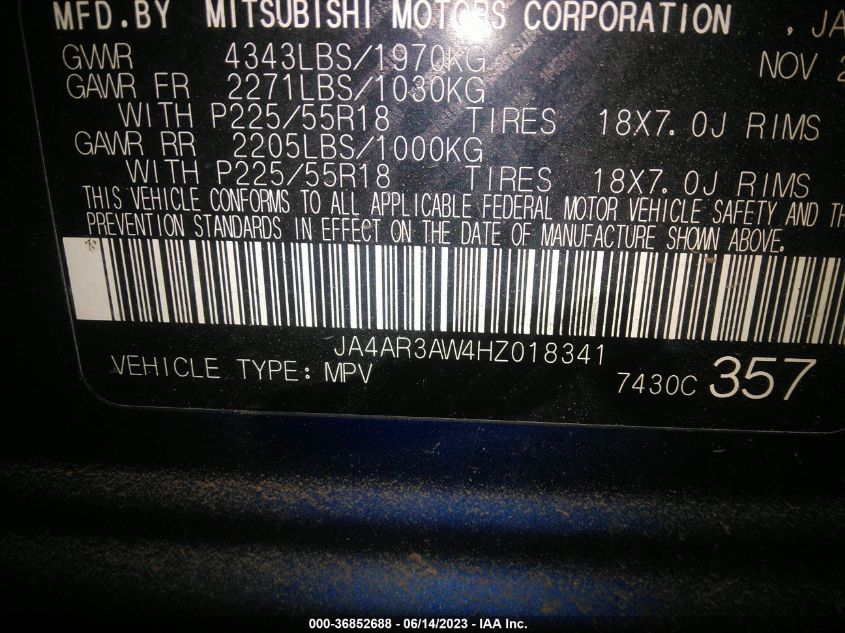 MFD.BY MITSUBISHI MOTORS CORPORATION , JA
GVWR 4343LBS/1970KG NOV 2
GAWR FR 2271LBS/1030KG
WITH P225/55R18 TIRES 18X7.0J RIMS
GAWR RR 2205LBS/1000KG
WITH P225/55R18 TIRES 18X7.0J RIMS
THIS VEHICLE CONFORMS TO ALL APPLICABLE FEDERAL MOTOR VEHICLE SAFETY AND TH
PREVENTION STANDARDS IN EFFECT ON THE DATE OF MANUFACTURE SHOWN ABOVE.
JA4AR3AW4HZ018341
VEHICLE TYPE: MPV 7430C 357
000-36852688 - 06/14/2023 - IAA Inc.